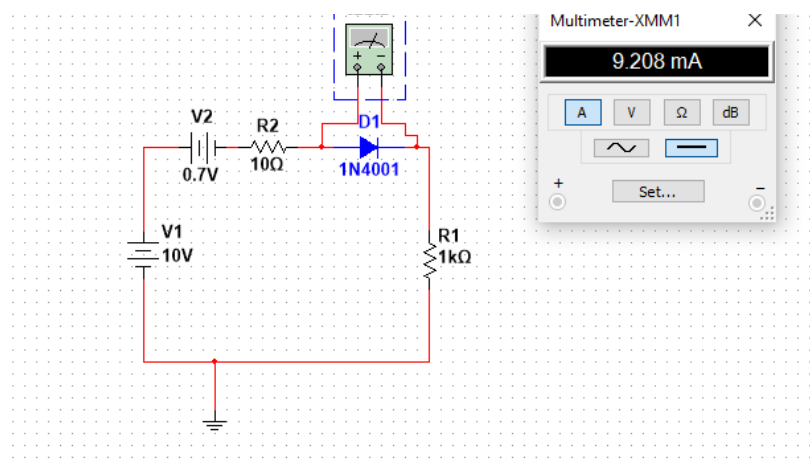 Multimeter-XMM1
9.208 mA
A
V
Ω
dB
+
Set...
−
+ −
V2
0.7V
R2
10Ω
D1
1N4001
V1
10V
R1
1kΩ